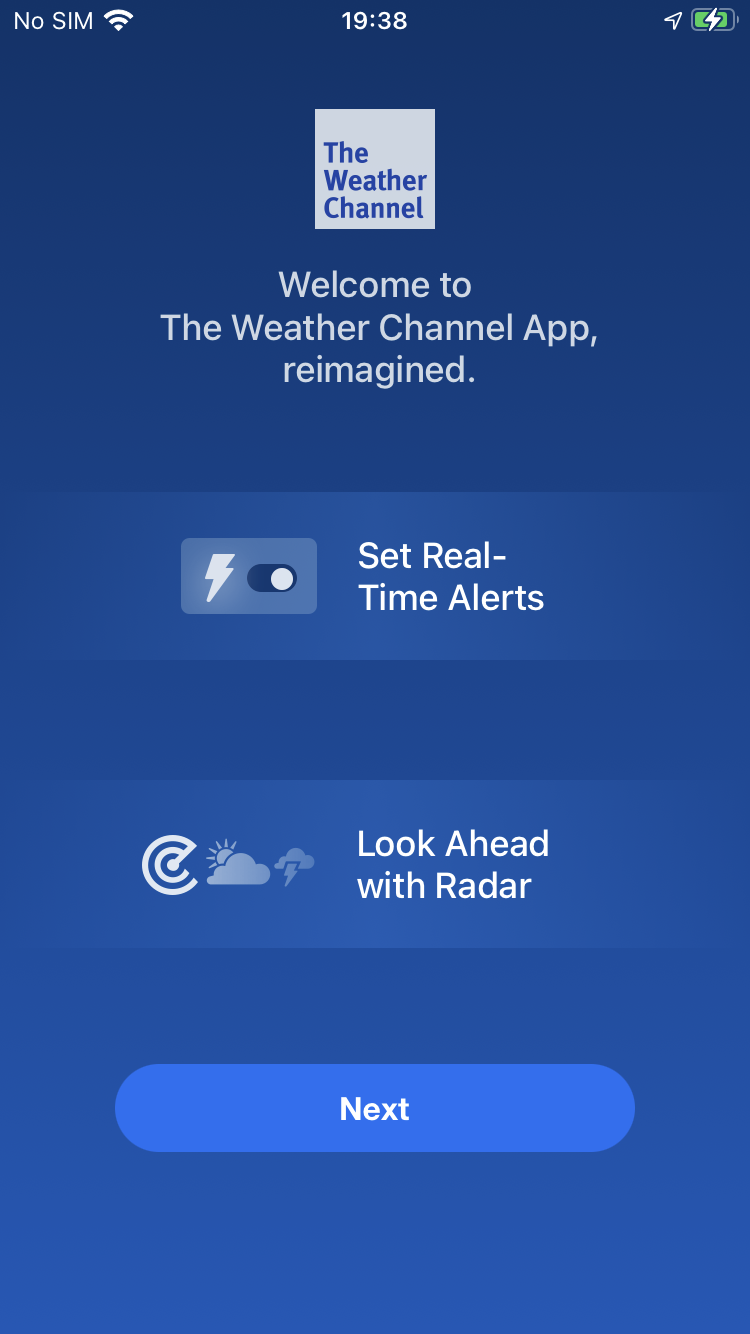 No SIM 19:38
The
Weather
Channel
Welcome to
The Weather Channel App,
reimagined.
Set Real-
Time Alerts
Look Ahead
with Radar
Next